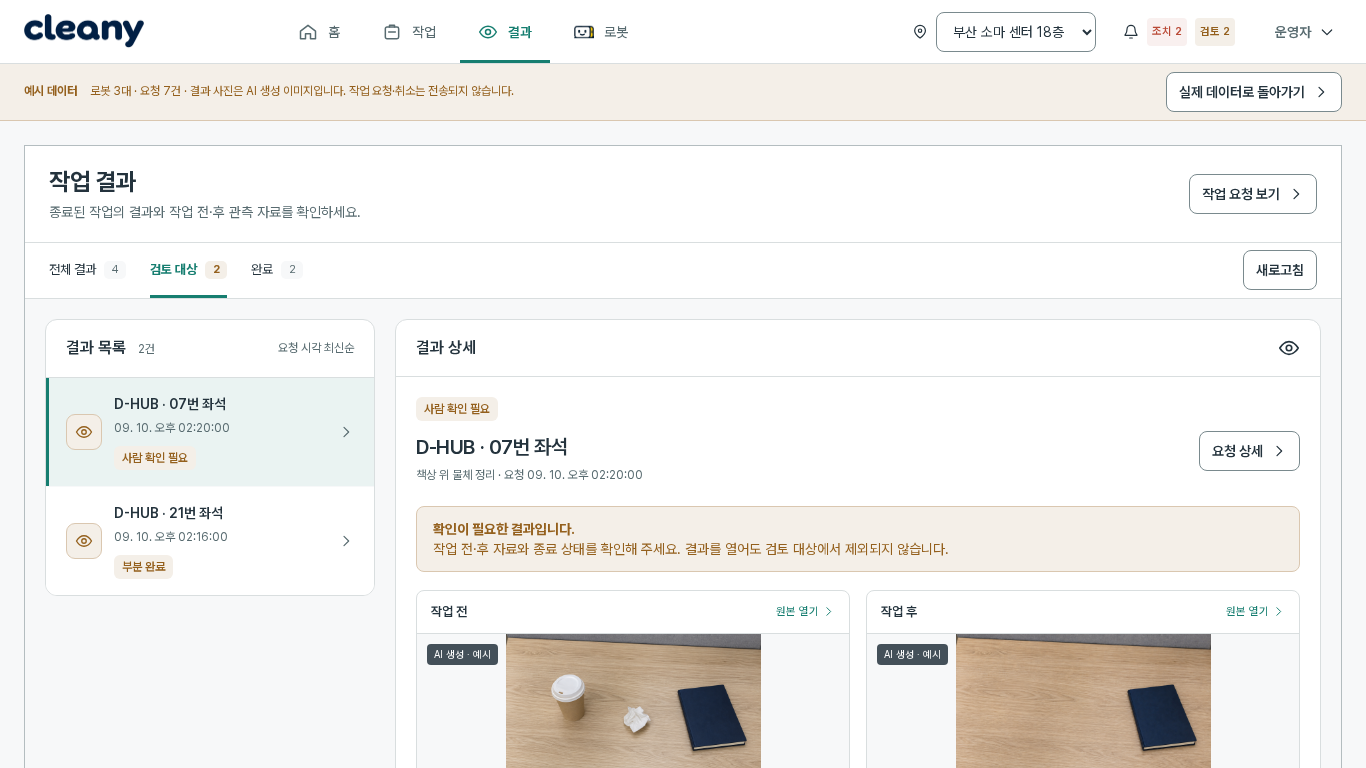 cleany
홈
작업
결과
로봇
부산 소마 센터 18층
조치 2
검토 2
운영자
예시 데이터 로봇 3대 · 요청 7건 · 결과 사진은 AI 생성 이미지입니다. 작업 요청·취소는 전송되지 않습니다.
실제 데이터로 돌아가기
작업 결과
종료된 작업의 결과와 작업 전·후 관측 자료를 확인하세요.
작업 요청 보기
전체 결과 4
검토 대상 2
완료 2
새로고침
결과 목록 2건
요청 시각 최신순
D-HUB · 07번 좌석
09. 10. 오후 02:20:00
사람 확인 필요
D-HUB · 21번 좌석
09. 10. 오후 02:16:00
부분 완료
결과 상세
사람 확인 필요
D-HUB · 07번 좌석
책상 위 물체 정리 · 요청 09. 10. 오후 02:20:00
요청 상세
확인이 필요한 결과입니다.
작업 전·후 자료와 종료 상태를 확인해 주세요. 결과를 열어도 검토 대상에서 제외되지 않습니다.
작업 전
원본 열기
AI 생성 · 예시
작업 후
원본 열기
AI 생성 · 예시